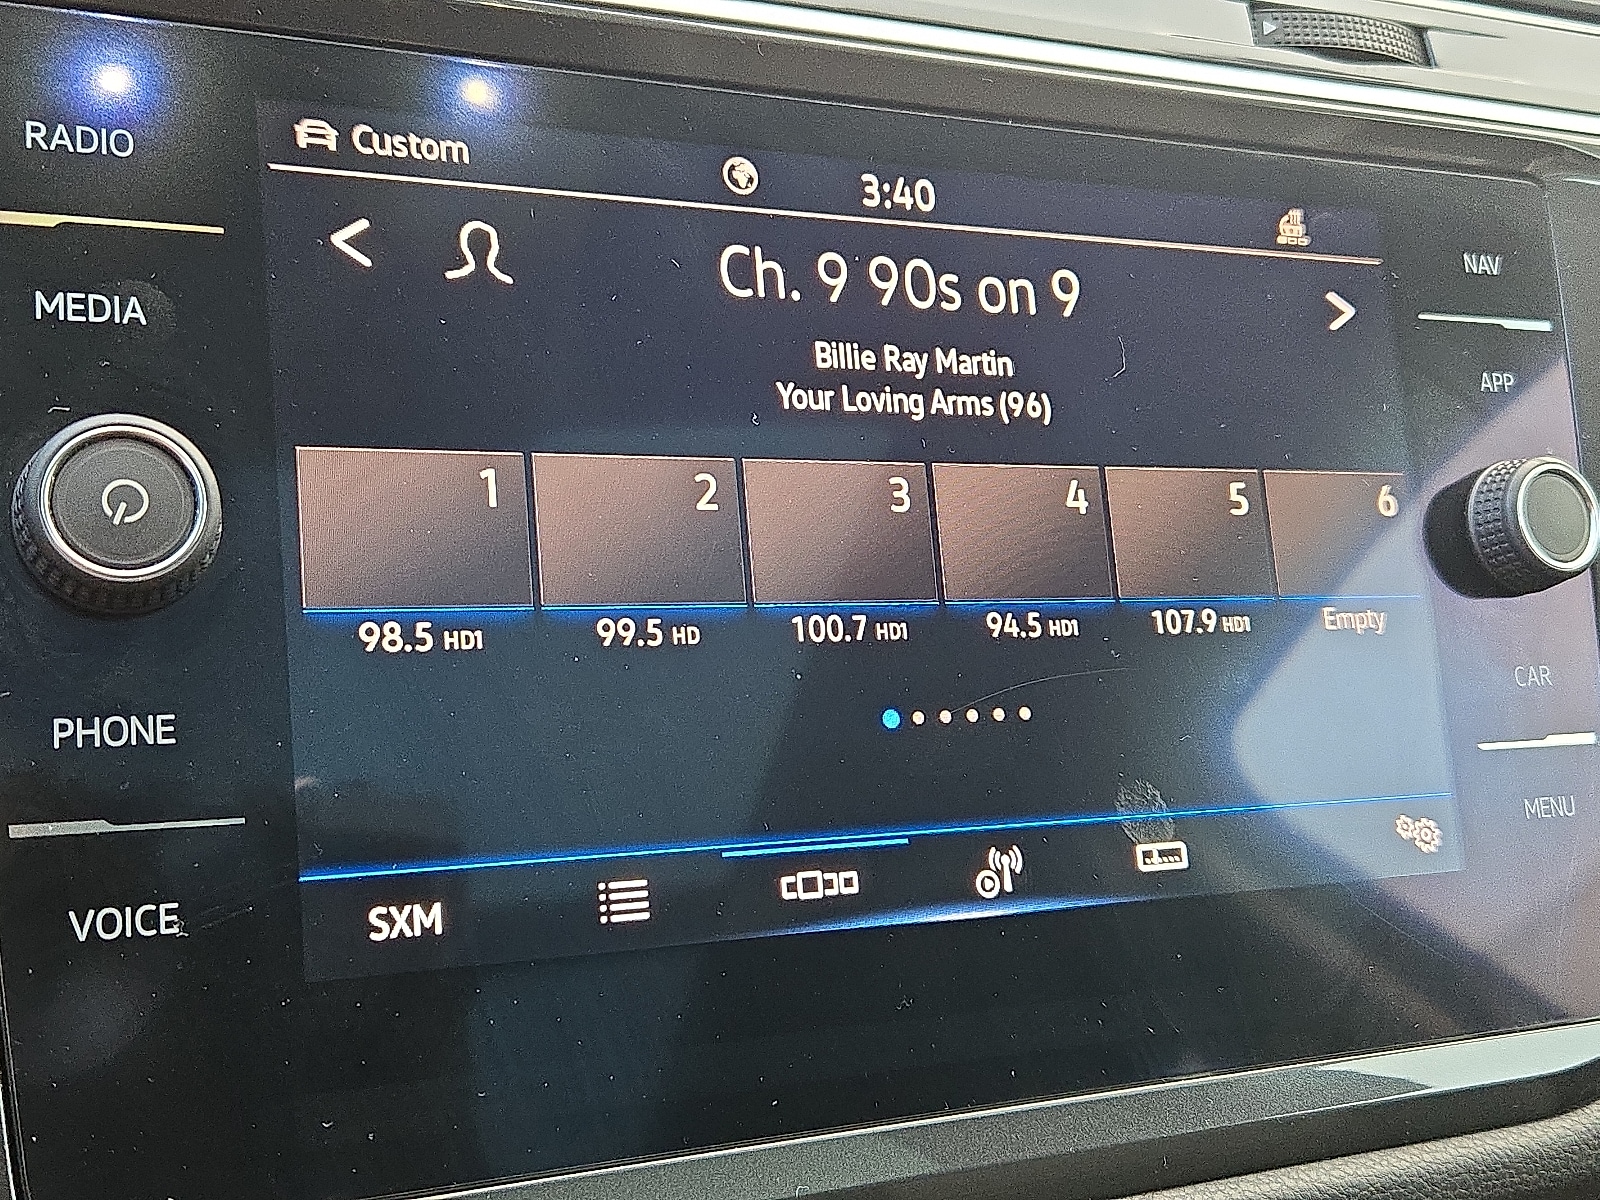 RADIO
MEDIA
PHONE
VOICE
Custom
3:40
Ch. 9 90s on 9
Billie Ray Martin
Your Loving Arms (96)
1 2 3 4 5 6
98.5 HD1 99.5 HD 100.7 HD1 94.5 HD1 107.9 HD1 Empty
SXM
NAV
APP
CAR
MENU